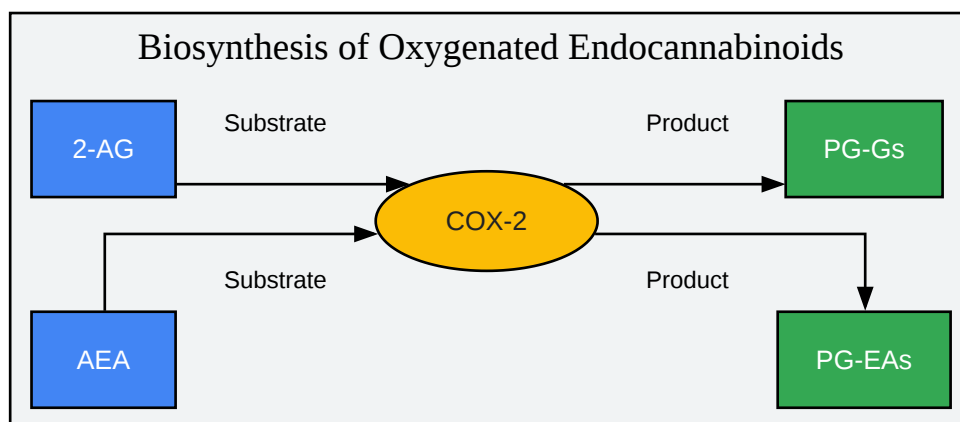 Biosynthesis of Oxygenated Endocannabinoids
2-AG
Substrate
Product
PG-Gs
COX-2
AEA
Substrate
Product
PG-EAs